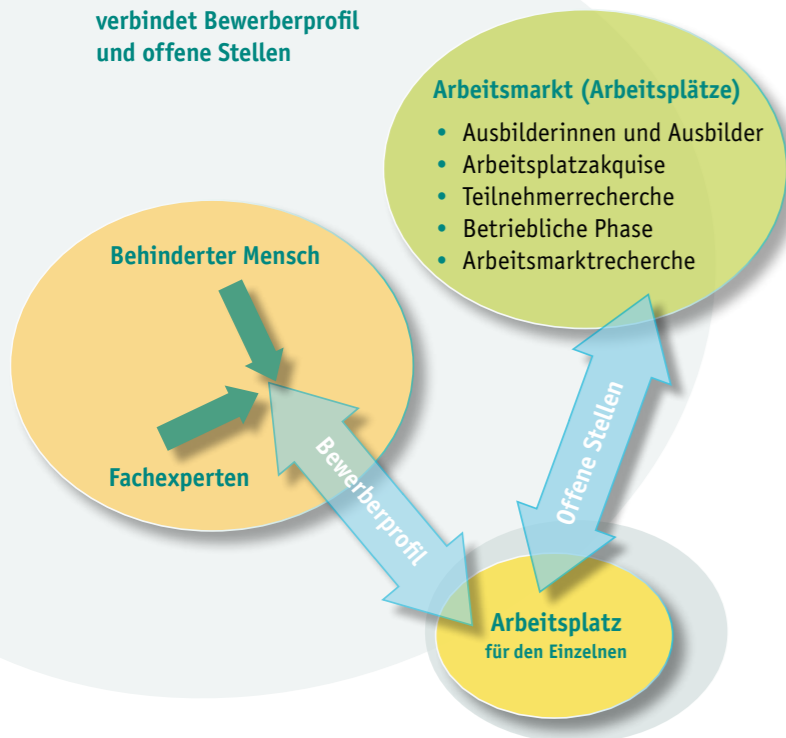 verbindet Bewerberprofil
und offene Stellen
Arbeitsmarkt (Arbeitsplätze)
• Ausbilderinnen und Ausbilder
• Arbeitsplatzakquise
• Teilnehmerrecherche
• Betriebliche Phase
• Arbeitsmarktrecherche
Behinderter Mensch
Fachexperten
Bewerberprofil
Offene Stellen
Arbeitsplatz
für den Einzelnen